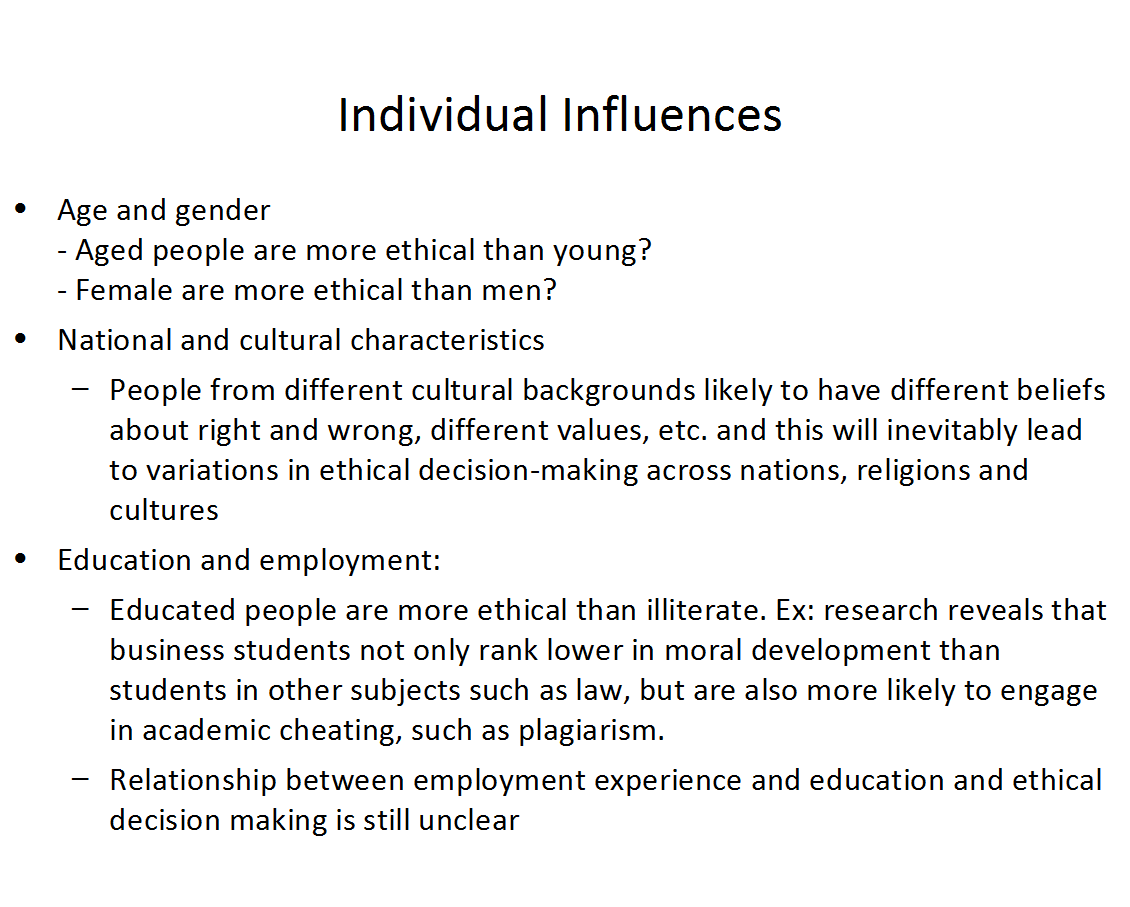 Individual Influences
• Age and gender
- Aged people are more ethical than young?
- Female are more ethical than men?
• National and cultural characteristics
– People from different cultural backgrounds likely to have different beliefs
about right and wrong, different values, etc. and this will inevitably lead
to variations in ethical decision-making across nations, religions and
cultures
• Education and employment:
– Educated people are more ethical than illiterate. Ex: research reveals that
business students not only rank lower in moral development than
students in other subjects such as law, but are also more likely to engage
in academic cheating, such as plagiarism.
– Relationship between employment experience and education and ethical
decision making is still unclear